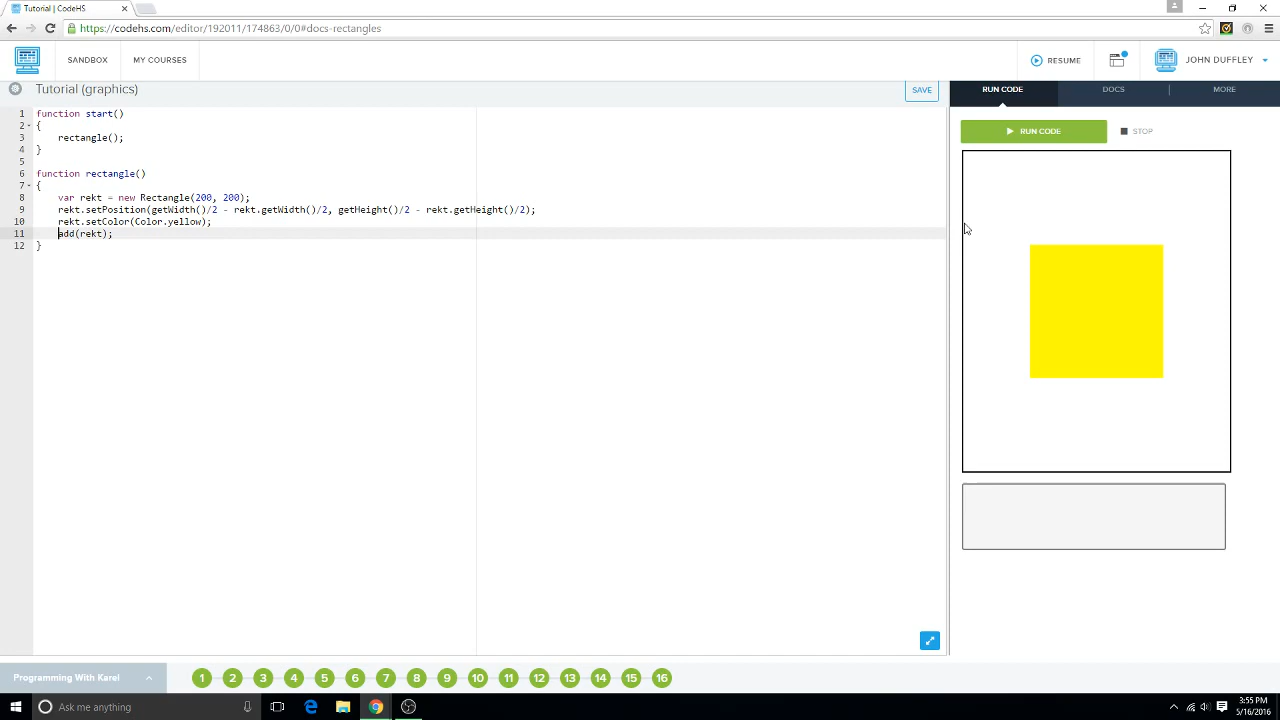 Tutorial | CodeHS
https://codehs.com/editor/192011/174863/0/0#docs-rectangles
SANDBOX
MY COURSES
RESUME
JOHN DUFFLEY
Tutorial (graphics)
SAVE
RUN CODE
DOCS
MORE
RUN CODE
STOP
1 function start()
2 {
3 rectangle();
4 }
5
6 function rectangle()
7 {
8 var rekt = new Rectangle(200, 200);
9 rekt.setPosition(getWidth()/2 - rekt.getWidth()/2, getHeight()/2 - rekt.getHeight()/2);
10 rekt.setColor(Color.yellow);
11 add(rekt);
12 }
Programming With Karel
1 2 3 4 5 6 7 8 9 10 11 12 13 14 15 16
Ask me anything
3:55 PM
5/16/2016